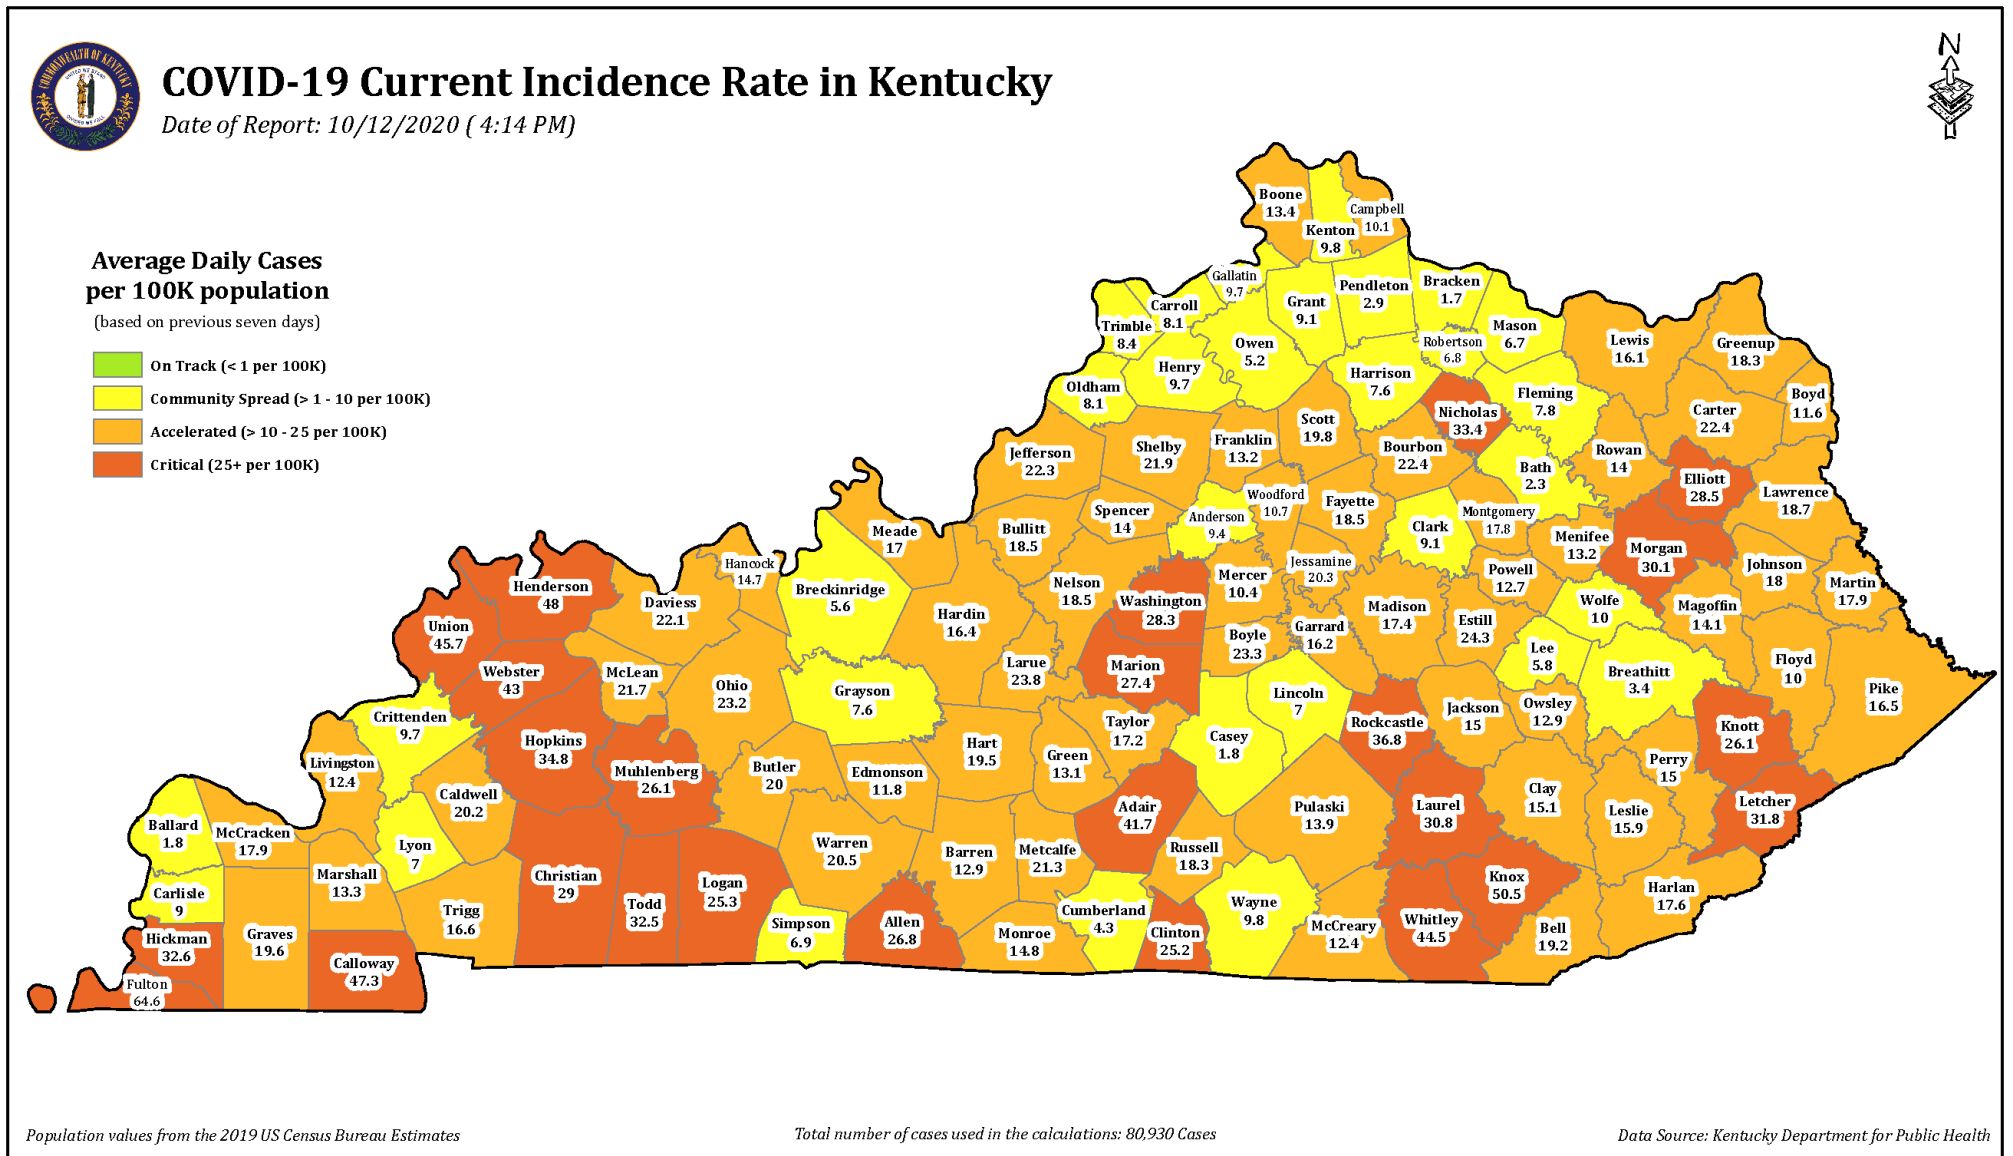 COVID-19 Current Incidence Rate in Kentucky
Date of Report: 10/12/2020 ( 4:14 PM)
N
COMMONWEALTH OF KENTUCKY
Average Daily Cases
per 100K population
(based on previous seven days)
On Track (< 1 per 100K)
Community Spread (> 1 - 10 per 100K)
Accelerated (> 10 - 25 per 100K)
Critical (25+ per 100K)
Boone
13.4
Campbell
10.1
Kenton
9.8
Gallatin
9.7
Carroll
8.1
Trimble
8.4
Grant
9.1
Pendleton
2.9
Bracken
1.7
Mason
6.7
Robertson
6.8
Lewis
16.1
Greenup
18.3
Owen
5.2
Henry
9.7
Oldham
8.1
Harrison
7.6
Fleming
7.8
Boyd
11.6
Nicholas
33.4
Carter
22.4
Scott
19.8
Franklin
13.2
Shelby
21.9
Jefferson
22.3
Bourbon
22.4
Rowan
14
Bath
2.3
Elliott
28.5
Lawrence
18.7
Woodford
10.7
Fayette
18.5
Spencer
14
Anderson
9.4
Montgomery
17.8
Clark
9.1
Bullitt
18.5
Meade
17
Menifee
13.2
Morgan
30.1
Johnson
18
Martin
17.9
Jessamine
20.3
Mercer
10.4
Powell
12.7
Nelson
18.5
Washington
28.3
Hancock
14.7
Henderson
48
Daviess
22.1
Breckinridge
5.6
Hardin
16.4
Madison
17.4
Wolfe
10
Magoffin
14.1
Estill
24.3
Garrard
16.2
Boyle
23.3
Union
45.7
Lee
5.8
Floyd
10
Larue
23.8
Marion
27.4
Webster
43
McLean
21.7
Ohio
23.2
Grayson
7.6
Lincoln
7
Breathitt
3.4
Pike
16.5
Crittenden
9.7
Owsley
12.9
Jackson
15
Rockcastle
36.8
Taylor
17.2
Casey
1.8
Knott
26.1
Hopkins
34.8
Hart
19.5
Green
13.1
Perry
15
Livingston
12.4
Muhlenberg
26.1
Butler
20
Edmonson
11.8
Caldwell
20.2
Adair
41.7
Pulaski
13.9
Laurel
30.8
Clay
15.1
Letcher
31.8
Leslie
15.9
Ballard
1.8
McCracken
17.9
Lyon
7
Warren
20.5
Barren
12.9
Metcalfe
21.3
Russell
18.3
Marshall
13.3
Christian
29
Logan
25.3
Knox
50.5
Harlan
17.6
Carlisle
9
Todd
32.5
Trigg
16.6
Simpson
6.9
Allen
26.8
Cumberland
4.3
Wayne
9.8
Whitley
44.5
McCreary
12.4
Bell
19.2
Monroe
14.8
Clinton
25.2
Hickman
32.6
Graves
19.6
Calloway
47.3
Fulton
64.6
Population values from the 2019 US Census Bureau Estimates
Total number of cases used in the calculations: 80,930 Cases
Data Source: Kentucky Department for Public Health